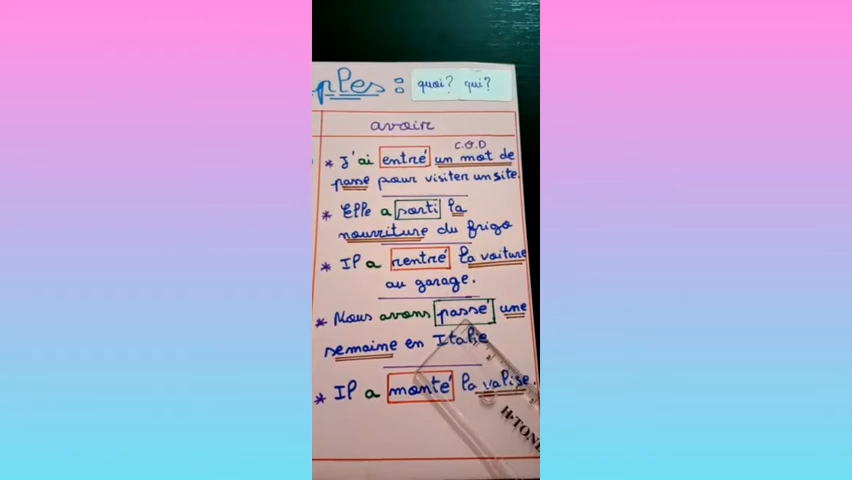 ples : quoi? qui?
avoir
C.O.D
* J'ai entré un mot de
passe pour visiter un site.
* Elle a sorti la
nourriture du frigo
* Il a rentré la voiture
au garage.
* Nous avons passé une
semaine en Italie
* Il a monté la valise.
H-TONE